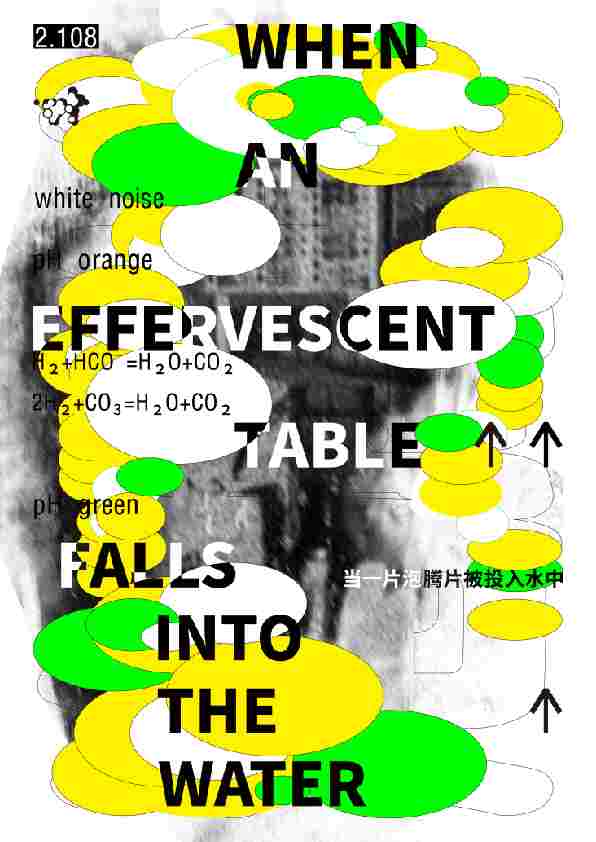 2.108
WHEN
AN
white noise
pH orange
EFFERVESCENT
H₂+HCO =H₂O+CO₂
2H₂+CO₃=H₂O+CO₂
TABLE ↑ ↑
pH green
FALLS
当一片泡腾片被投入水中
INTO
THE
↑
WATER